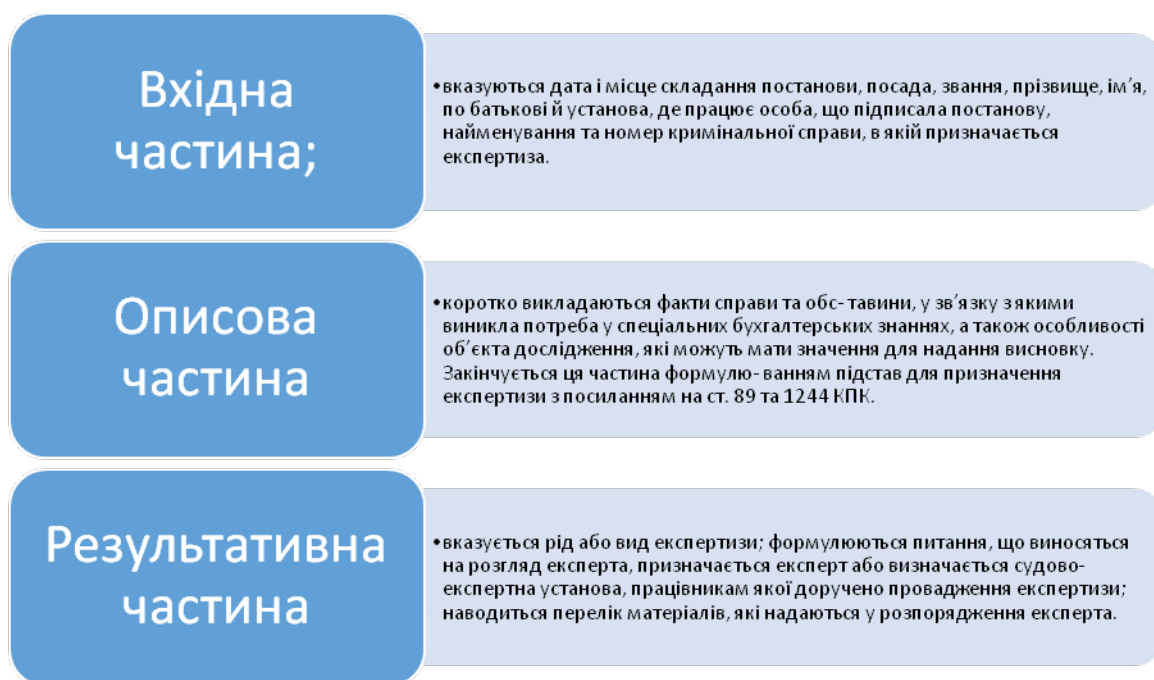 Вхідна
частина;
•вказуються дата і місце складання постанови, посада, звання, прізвище, ім’я,
по батькові й установа, де працює особа, що підписала постанову,
найменування та номер кримінальної справи, в якій призначається
експертиза.
Описова
частина
•коротко викладаються факти справи та обс- тавини, у зв’язку з якими
виникла потреба у спеціальних бухгалтерських знаннях, а також особливості
об’єкта дослідження, які можуть мати значення для надання висновку.
Закінчується ця частина формулю- ванням підстав для призначення
експертизи з посиланням на ст. 89 та 1244 КПК.
Результативна
частина
•вказується рід або вид експертизи; формулюються питання, що виносяться
на розгляд експерта, призначається експерт або визначається судово-
експертна установа, працівникам якої доручено провадження експертизи;
наводиться перелік матеріалів, які надаються у розпорядження експерта.